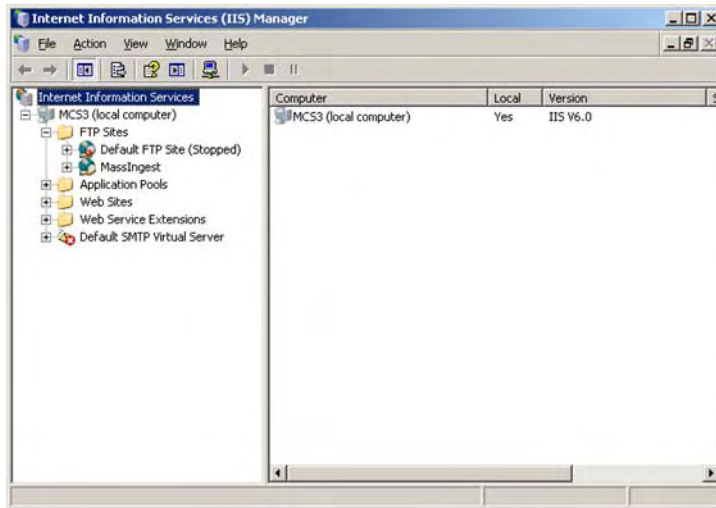 Internet Information Services (IIS) Manager
File Action View Window Help
Internet Information Services
MCS3 (local computer)
FTP Sites
Default FTP Site (Stopped)
MassIngest
Application Pools
Web Sites
Web Service Extensions
Default SMTP Virtual Server
Computer Local Version S
MCS3 (local computer) Yes IIS V6.0